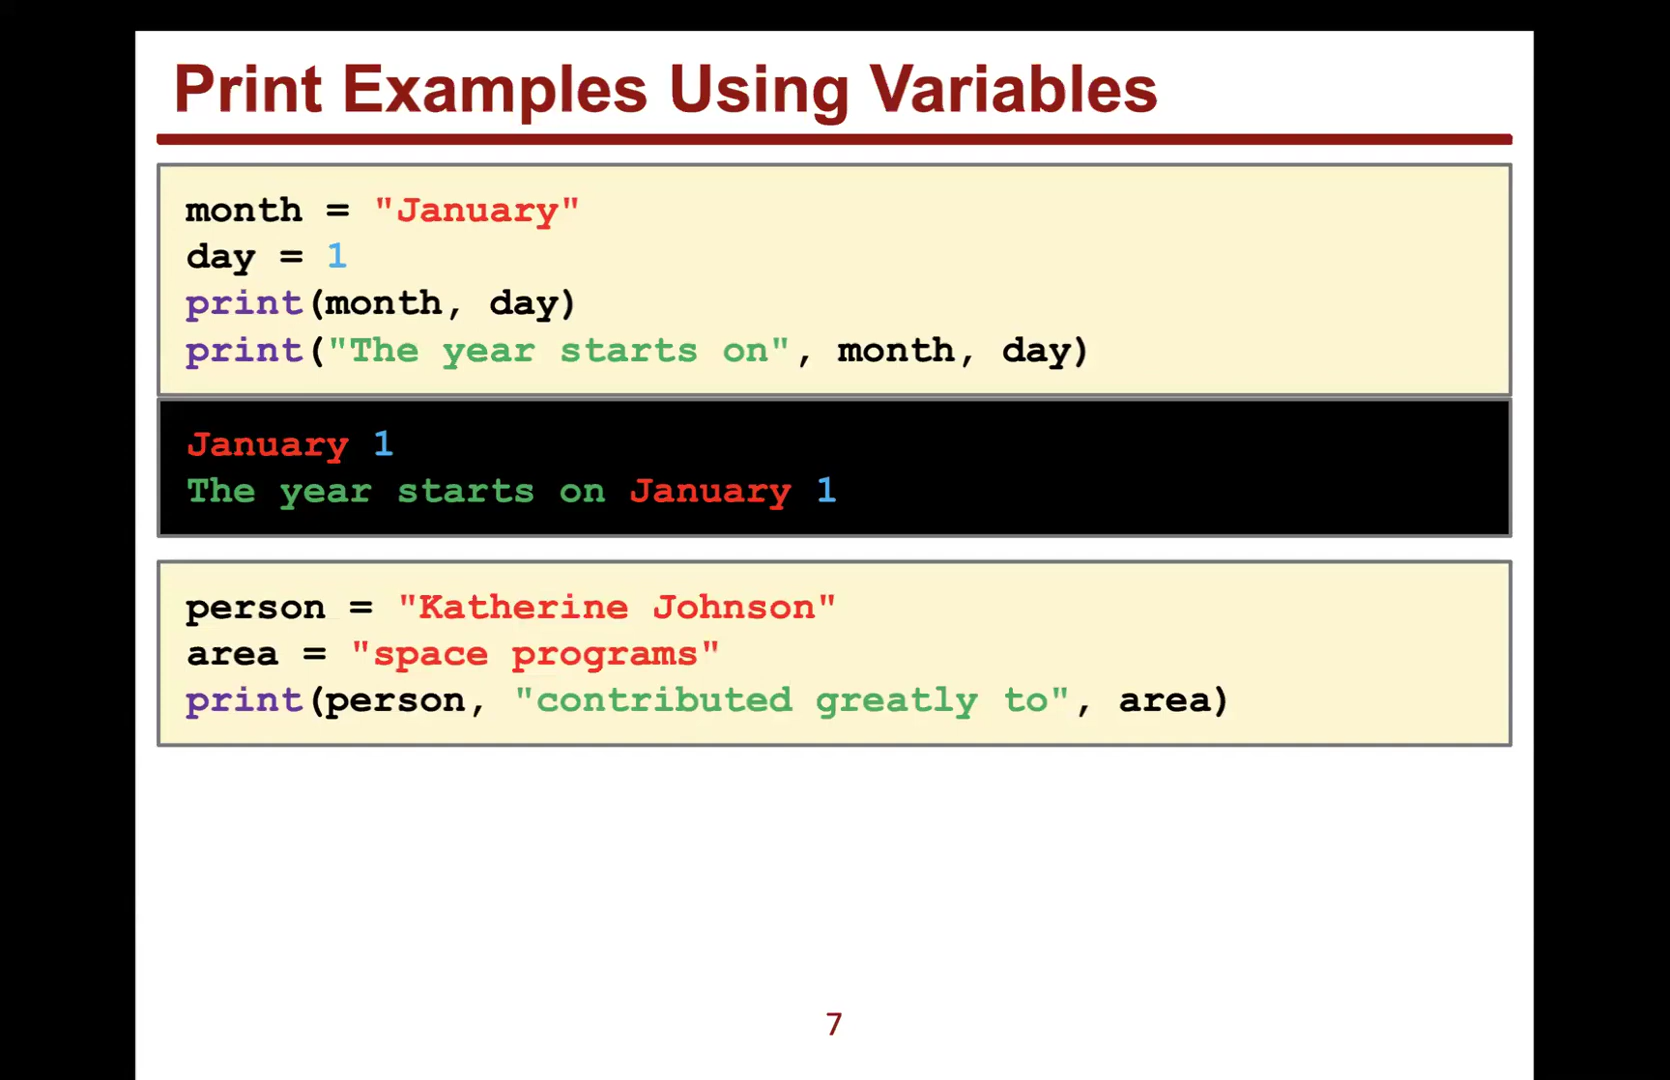 Print Examples Using Variables
month = "January"
day = 1
print(month, day)
print("The year starts on", month, day)
January 1
The year starts on January 1
person = "Katherine Johnson"
area = "space programs"
print(person, "contributed greatly to", area)
7